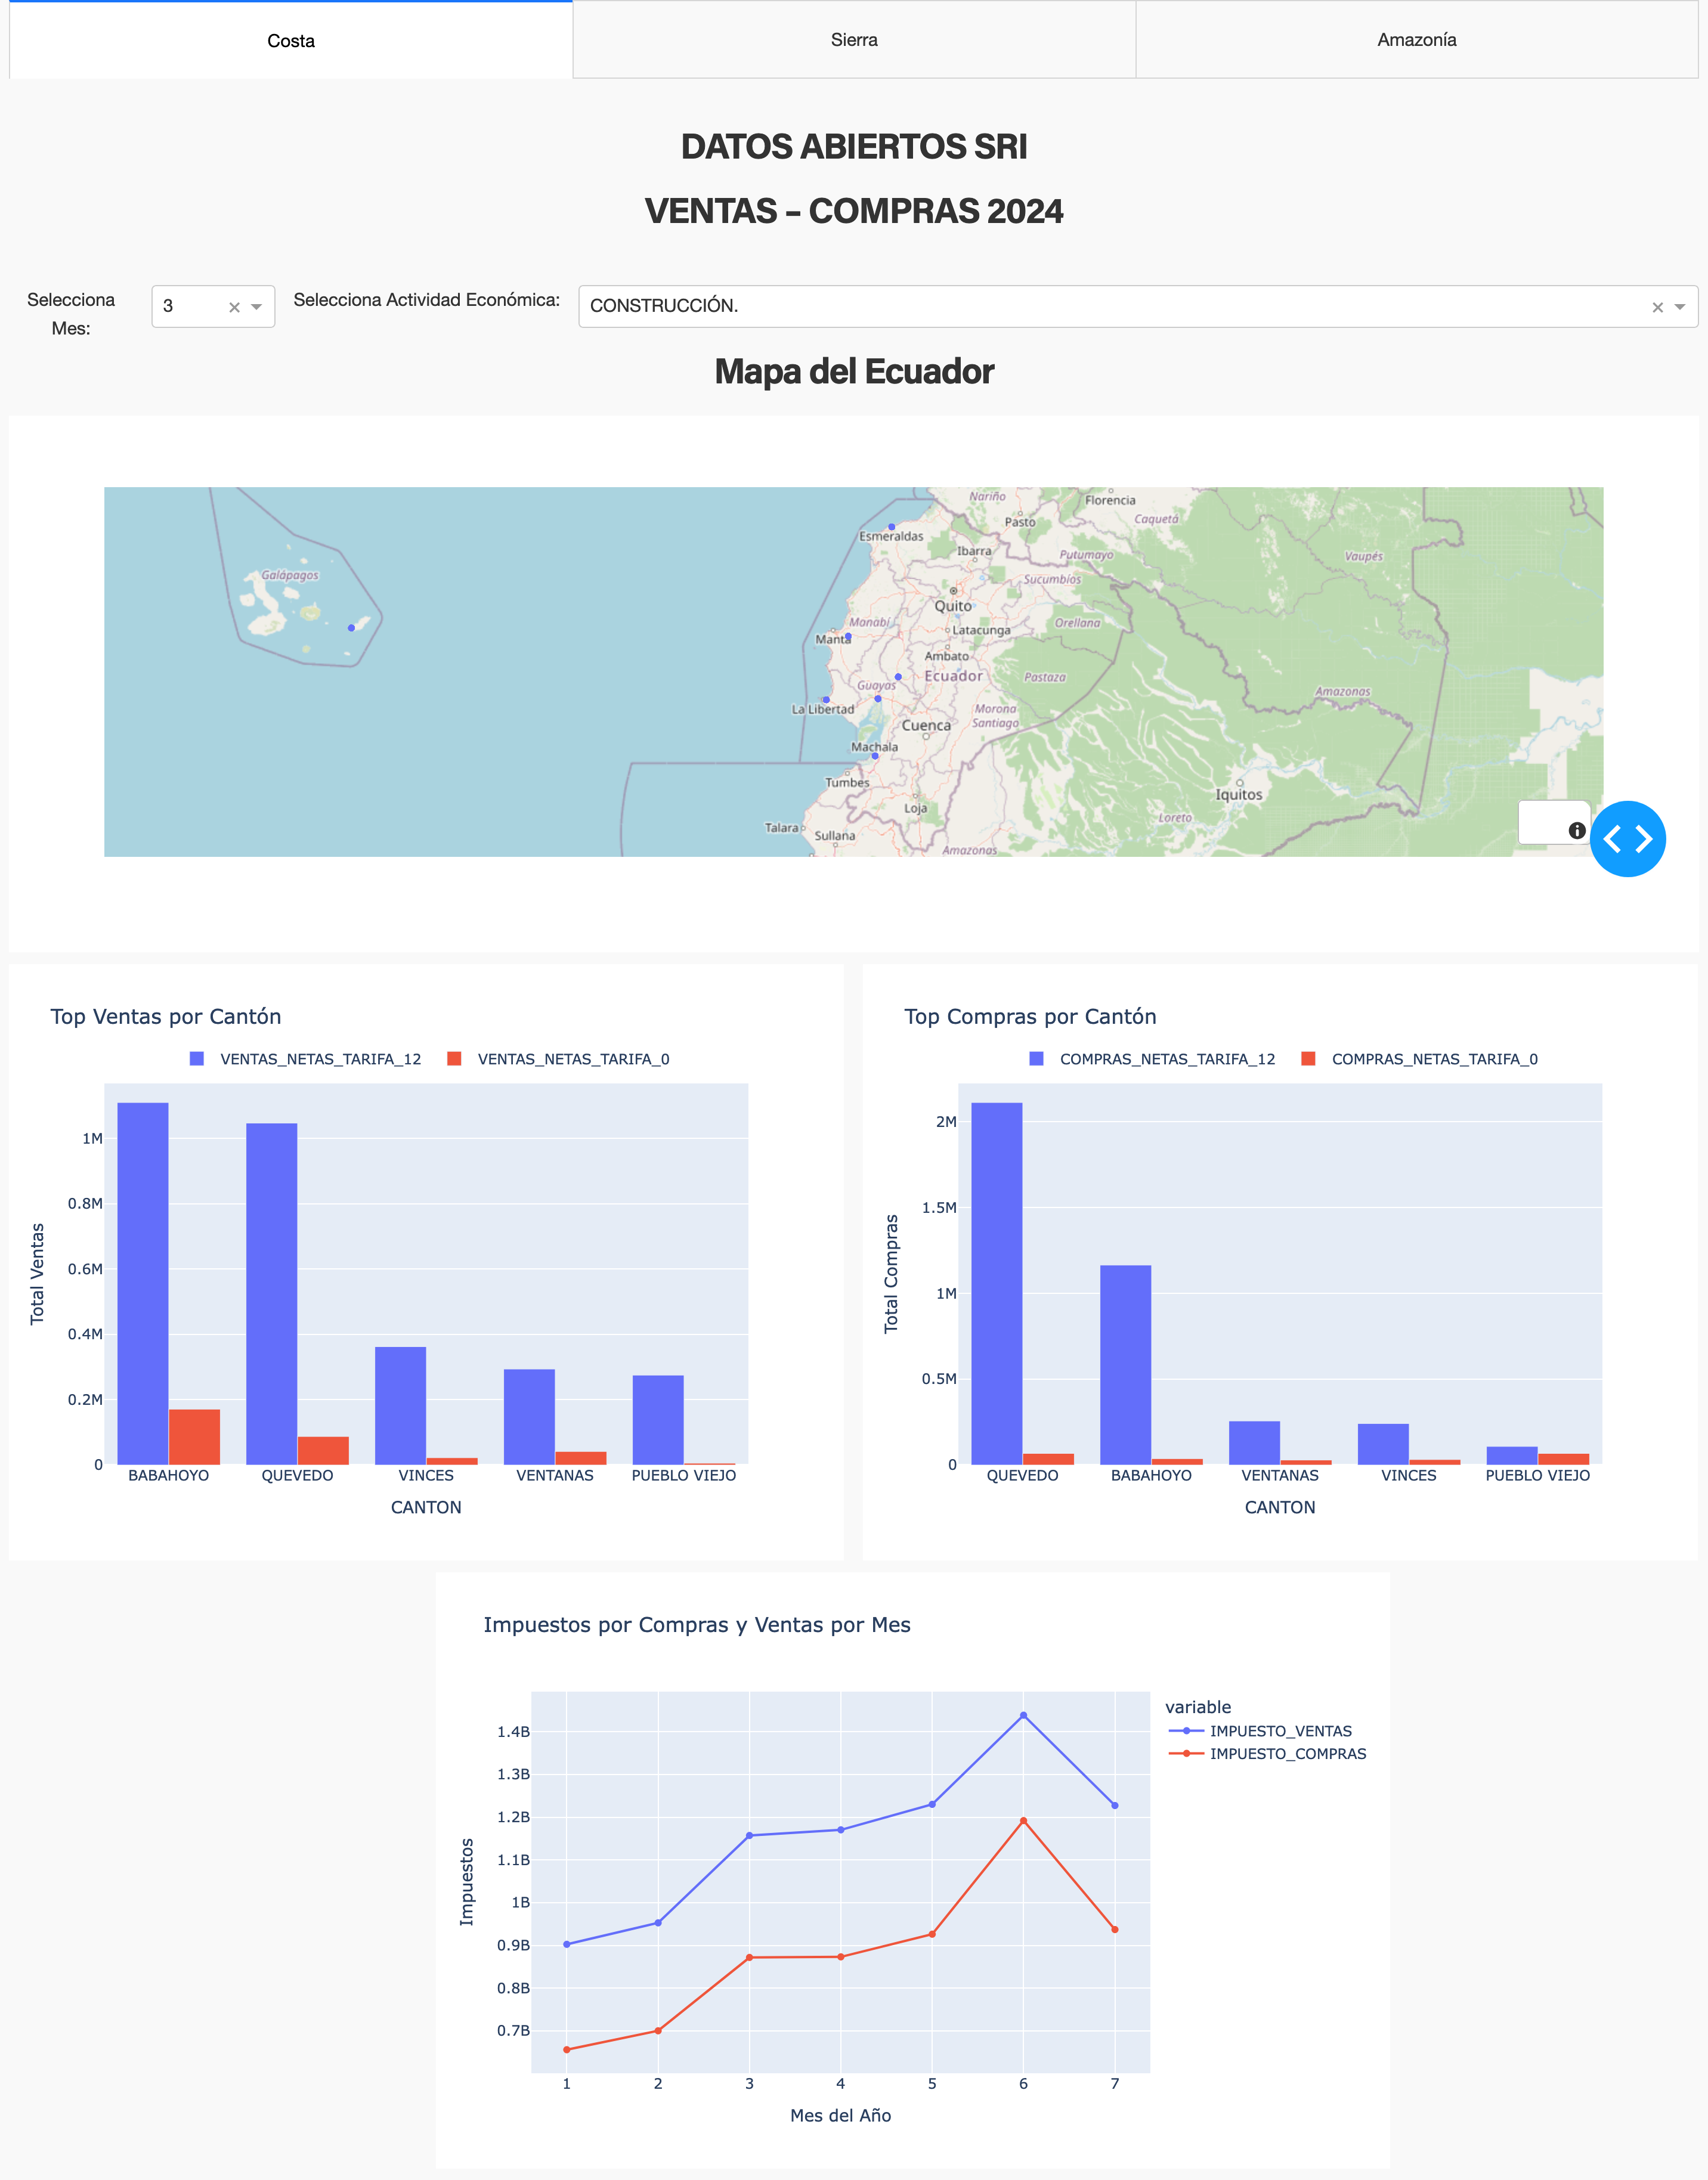 Costa
Sierra
Amazonía
DATOS ABIERTOS SRI
VENTAS – COMPRAS 2024
Selecciona
Mes:
3
Selecciona Actividad Económica:
CONSTRUCCIÓN.
Mapa del Ecuador
Nariño
Florencia
Pasto
Caquetá
Esmeraldas
Ibarra
Putumayo
Vaupés
Galápagos
Sucumbíos
Quito
Manabí
Orellana
Manta
Latacunga
Ambato
Ecuador
Pastaza
Guayas
Amazonas
La Libertad
Morona
Santiago
Cuenca
Machala
Tumbes
Iquitos
Loja
Loreto
Talara
Sullana
Amazonas
Top Ventas por Cantón
VENTAS_NETAS_TARIFA_12
VENTAS_NETAS_TARIFA_0
1M
0.8M
0.6M
0.4M
0.2M
0
Total Ventas
BABAHOYO
QUEVEDO
VINCES
VENTANAS
PUEBLO VIEJO
CANTON
Top Compras por Cantón
COMPRAS_NETAS_TARIFA_12
COMPRAS_NETAS_TARIFA_0
2M
1.5M
1M
0.5M
0
Total Compras
QUEVEDO
BABAHOYO
VENTANAS
VINCES
PUEBLO VIEJO
CANTON
Impuestos por Compras y Ventas por Mes
variable
IMPUESTO_VENTAS
IMPUESTO_COMPRAS
1.4B
1.3B
1.2B
1.1B
1B
0.9B
0.8B
0.7B
Impuestos
1
2
3
4
5
6
7
Mes del Año